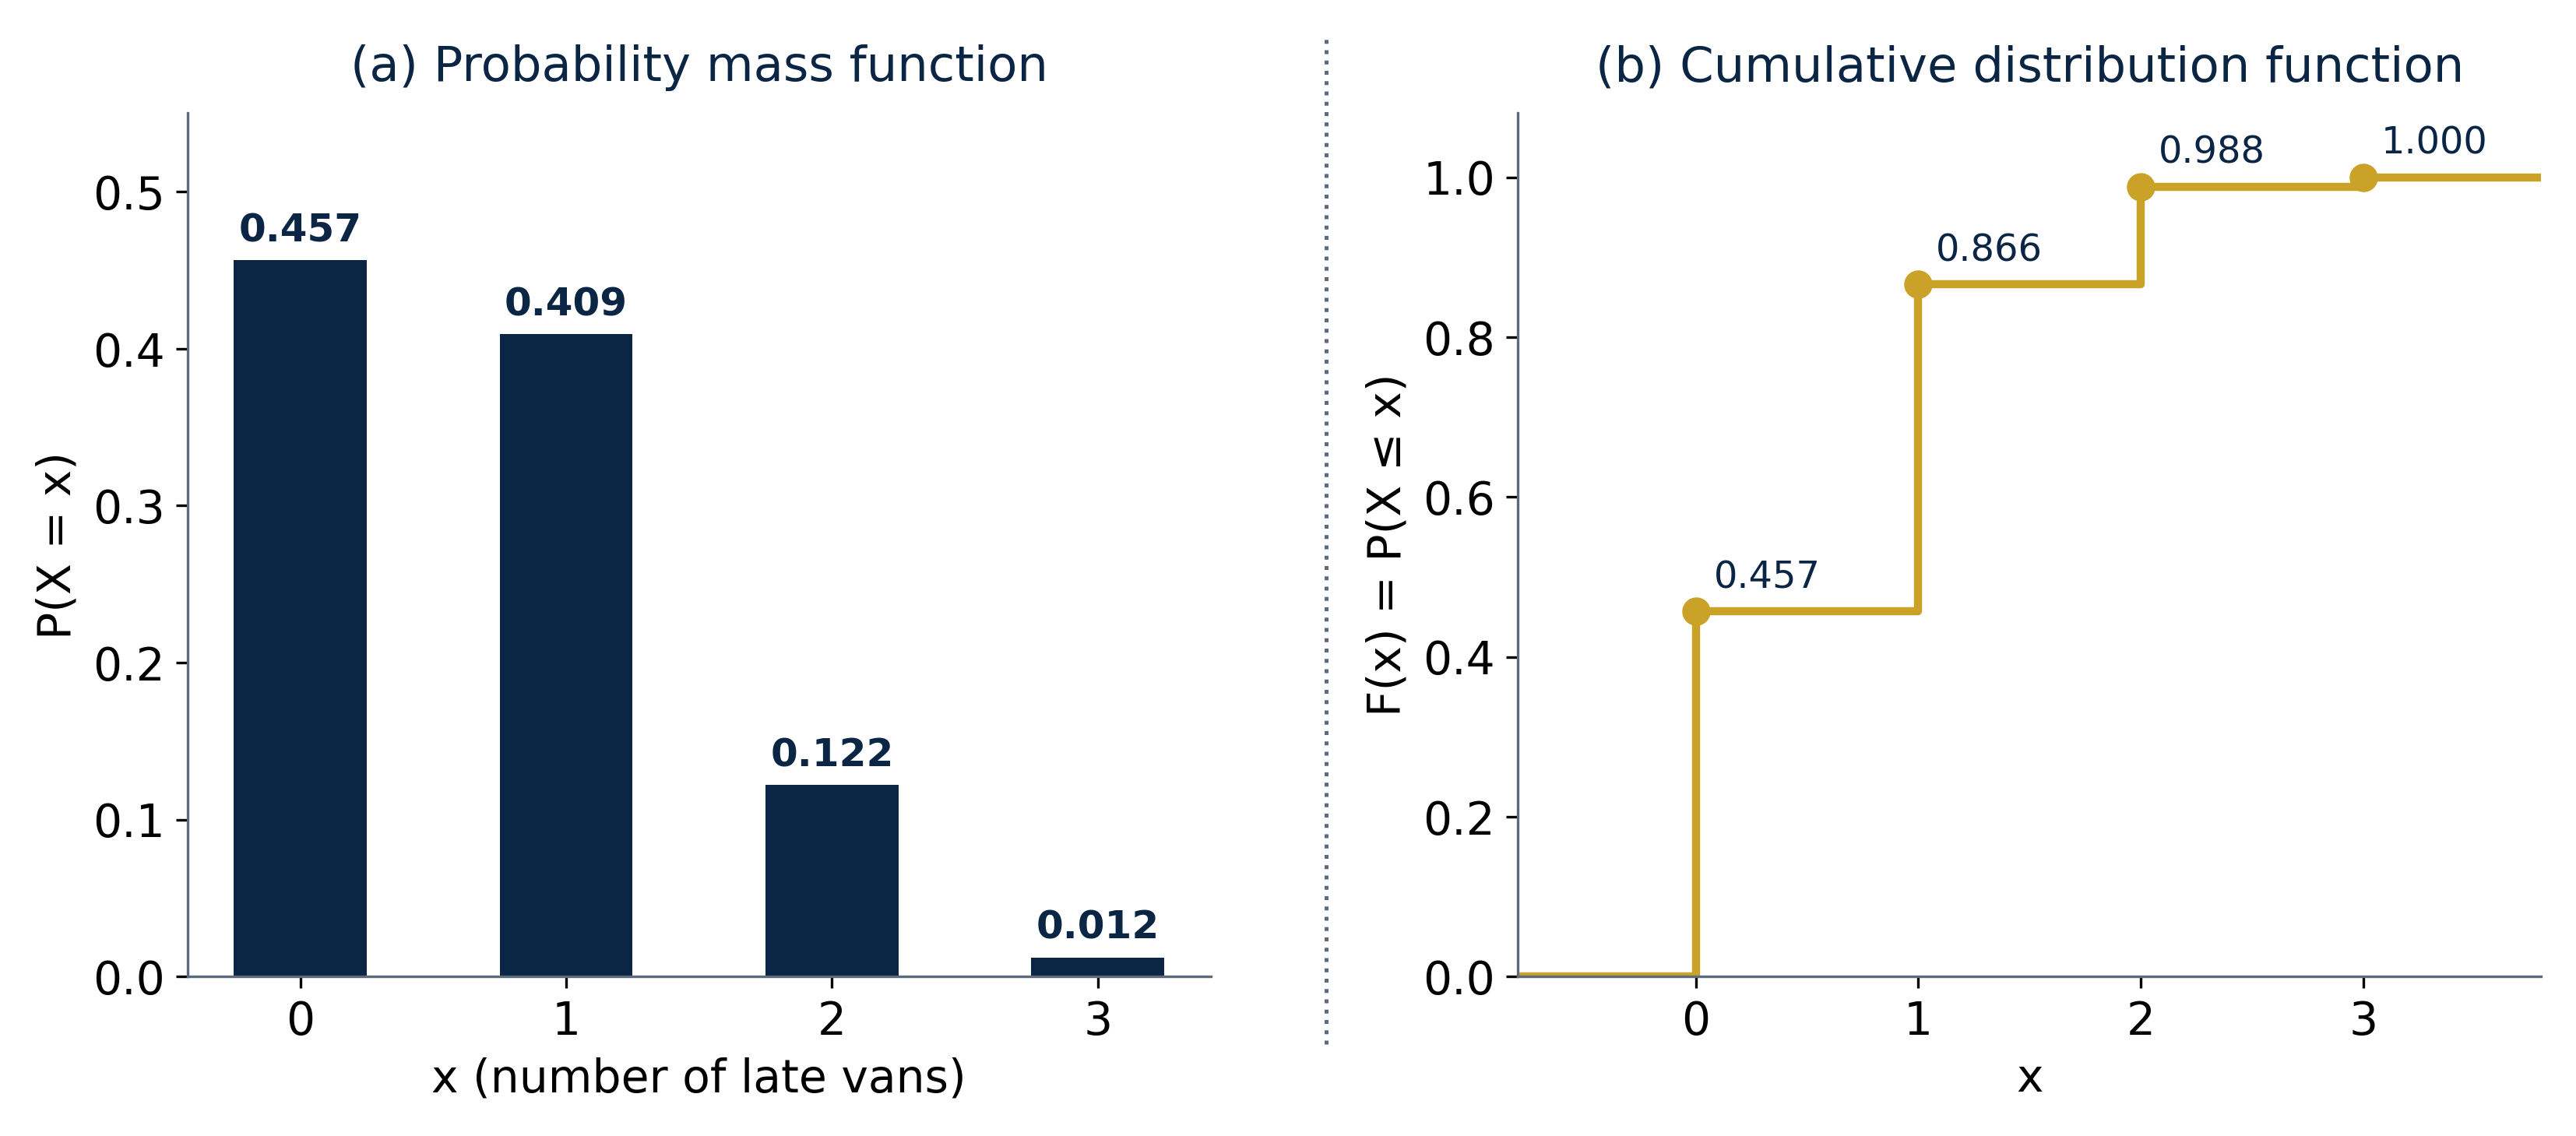 (a) Probability mass function
P(X = x)
0.5
0.4
0.3
0.2
0.1
0.0
0.457
0.409
0.122
0.012
0 1 2 3
x (number of late vans)
(b) Cumulative distribution function
F(x) = P(X ≤ x)
1.0
0.8
0.6
0.4
0.2
0.0
0.457
0.866
0.988
1.000
0 1 2 3
x